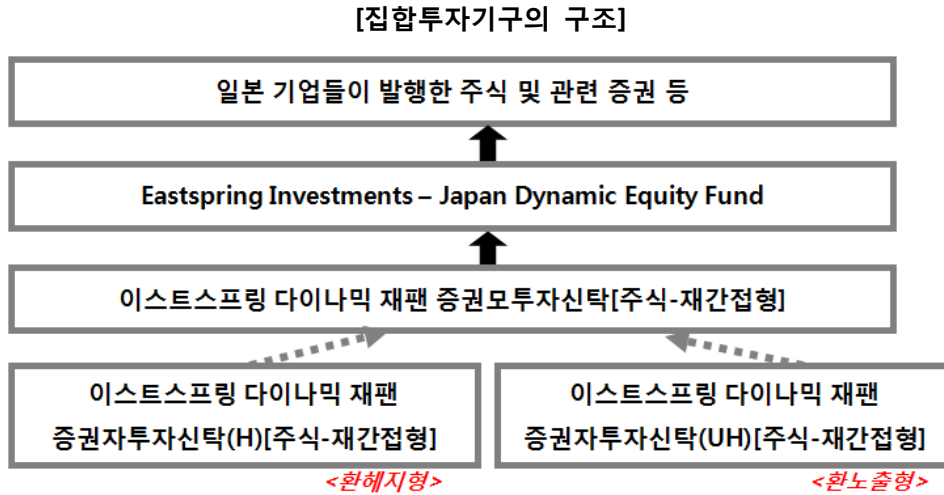 [집합투자기구의 구조]
일본 기업들이 발행한 주식 및 관련 증권 등
Eastspring Investments – Japan Dynamic Equity Fund
이스트스프링 다이나믹 재팬 증권모투자신탁[주식-재간접형]
이스트스프링 다이나믹 재팬
증권자투자신탁(H)[주식-재간접형]
<환헤지형>
이스트스프링 다이나믹 재팬
증권자투자신탁(UH)[주식-재간접형]
<환노출형>